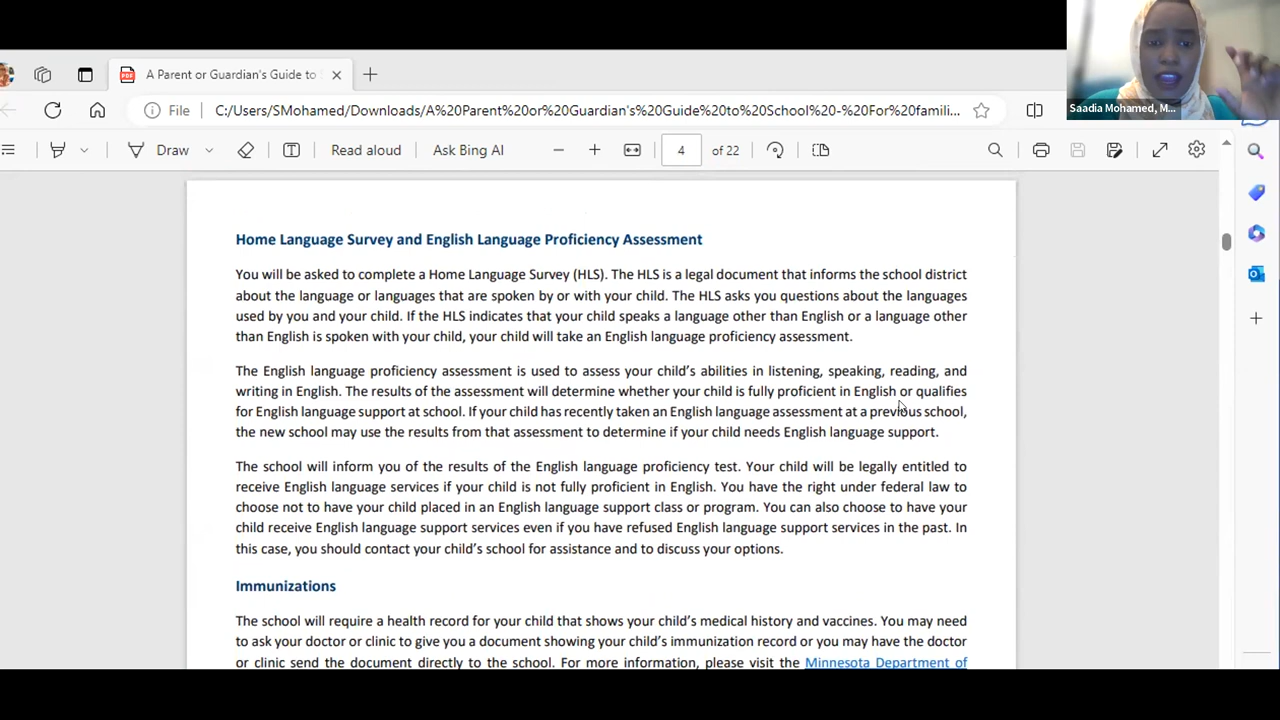 A Parent or Guardian's Guide to
File
C:/Users/SMohamed/Downloads/A%20Parent%20or%20Guardian's%20Guide%20to%20School%20-%20For%20famili...
Saadia Mohamed, M...
Draw
Read aloud
Ask Bing AI
4
of 22
Home Language Survey and English Language Proficiency Assessment
You will be asked to complete a Home Language Survey (HLS). The HLS is a legal document that informs the school district
about the language or languages that are spoken by or with your child. The HLS asks you questions about the languages
used by you and your child. If the HLS indicates that your child speaks a language other than English or a language other
than English is spoken with your child, your child will take an English language proficiency assessment.
The English language proficiency assessment is used to assess your child's abilities in listening, speaking, reading, and
writing in English. The results of the assessment will determine whether your child is fully proficient in English or qualifies
for English language support at school. If your child has recently taken an English language assessment at a previous school,
the new school may use the results from that assessment to determine if your child needs English language support.
The school will inform you of the results of the English language proficiency test. Your child will be legally entitled to
receive English language services if your child is not fully proficient in English. You have the right under federal law to
choose not to have your child placed in an English language support class or program. You can also choose to have your
child receive English language support services even if you have refused English language support services in the past. In
this case, you should contact your child's school for assistance and to discuss your options.
Immunizations
The school will require a health record for your child that shows your child's medical history and vaccines. You may need
to ask your doctor or clinic to give you a document showing your child's immunization record or you may have the doctor
or clinic send the document directly to the school. For more information, please visit the Minnesota Department of